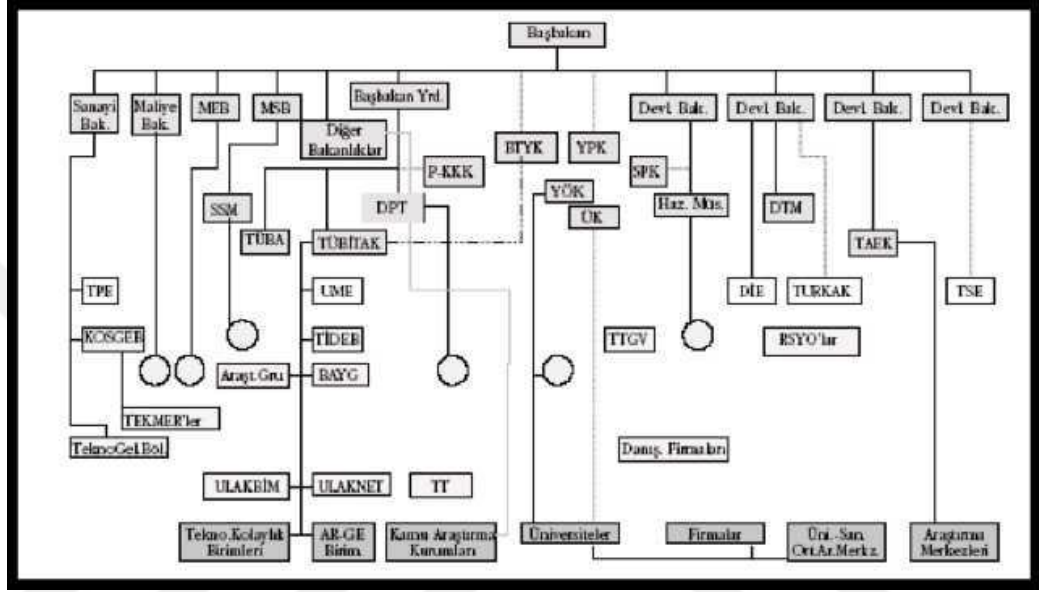 Başbakan
Sanayi
Bak.
Maliye
Bak.
MEB
MSB
Başbakan Yrd.
Devl. Bak.
Devl. Bak.
Devl. Bak.
Devl. Bak.
Diğer
Bakanlıklar
BTYK
YPK
P-KKK
SPK
YÖK
SSM
DPT
ÜK
Haz. Müs.
DTM
TÜBA
TÜBİTAK
TAEK
TPE
UME
DİE
TURKAK
TSE
KOSGEB
TİDEB
TTGV
RSYO'lar
Araşt. Gru
BAYG
TEKMER'ler
TeknoGel.Böl.
Danış. Firmaları
ULAKBİM
ULAKNET
TT
Tekno.Kolaylık
Birimleri
AR-GE
Birim.
Kamu Araştırma
Kurumları
Üniversiteler
Firmalar
Üni.-San.
Ort.Ar.Merkz.
Araştırma
Merkezleri